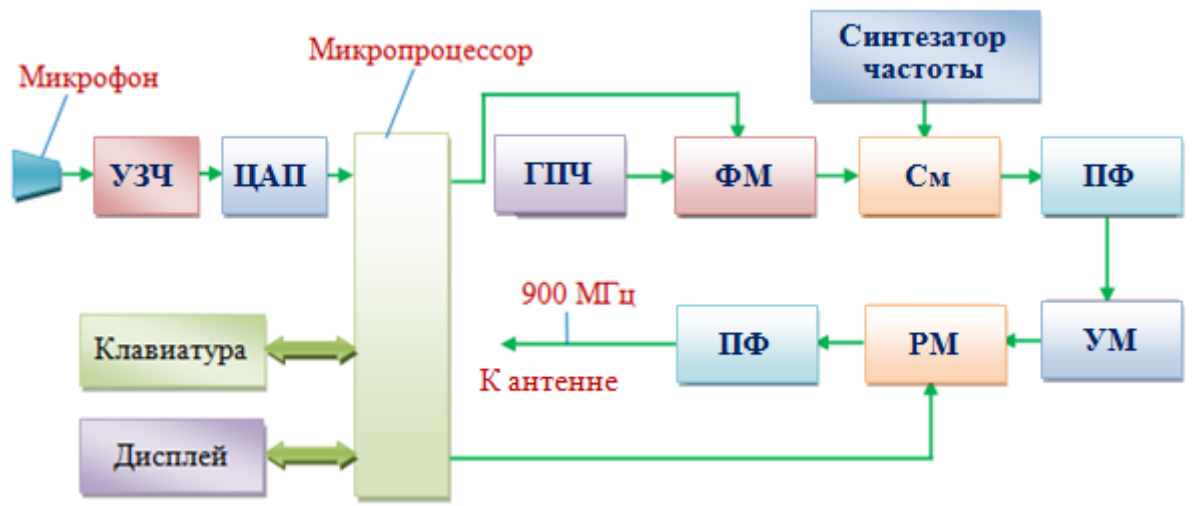 Микрофон
Микропроцессор
Синтезатор
частоты
УЗЧ
ЦАП
ГПЧ
ФМ
См
ПФ
900 МГц
К антенне
ПФ
РМ
УМ
Клавиатура
Дисплей